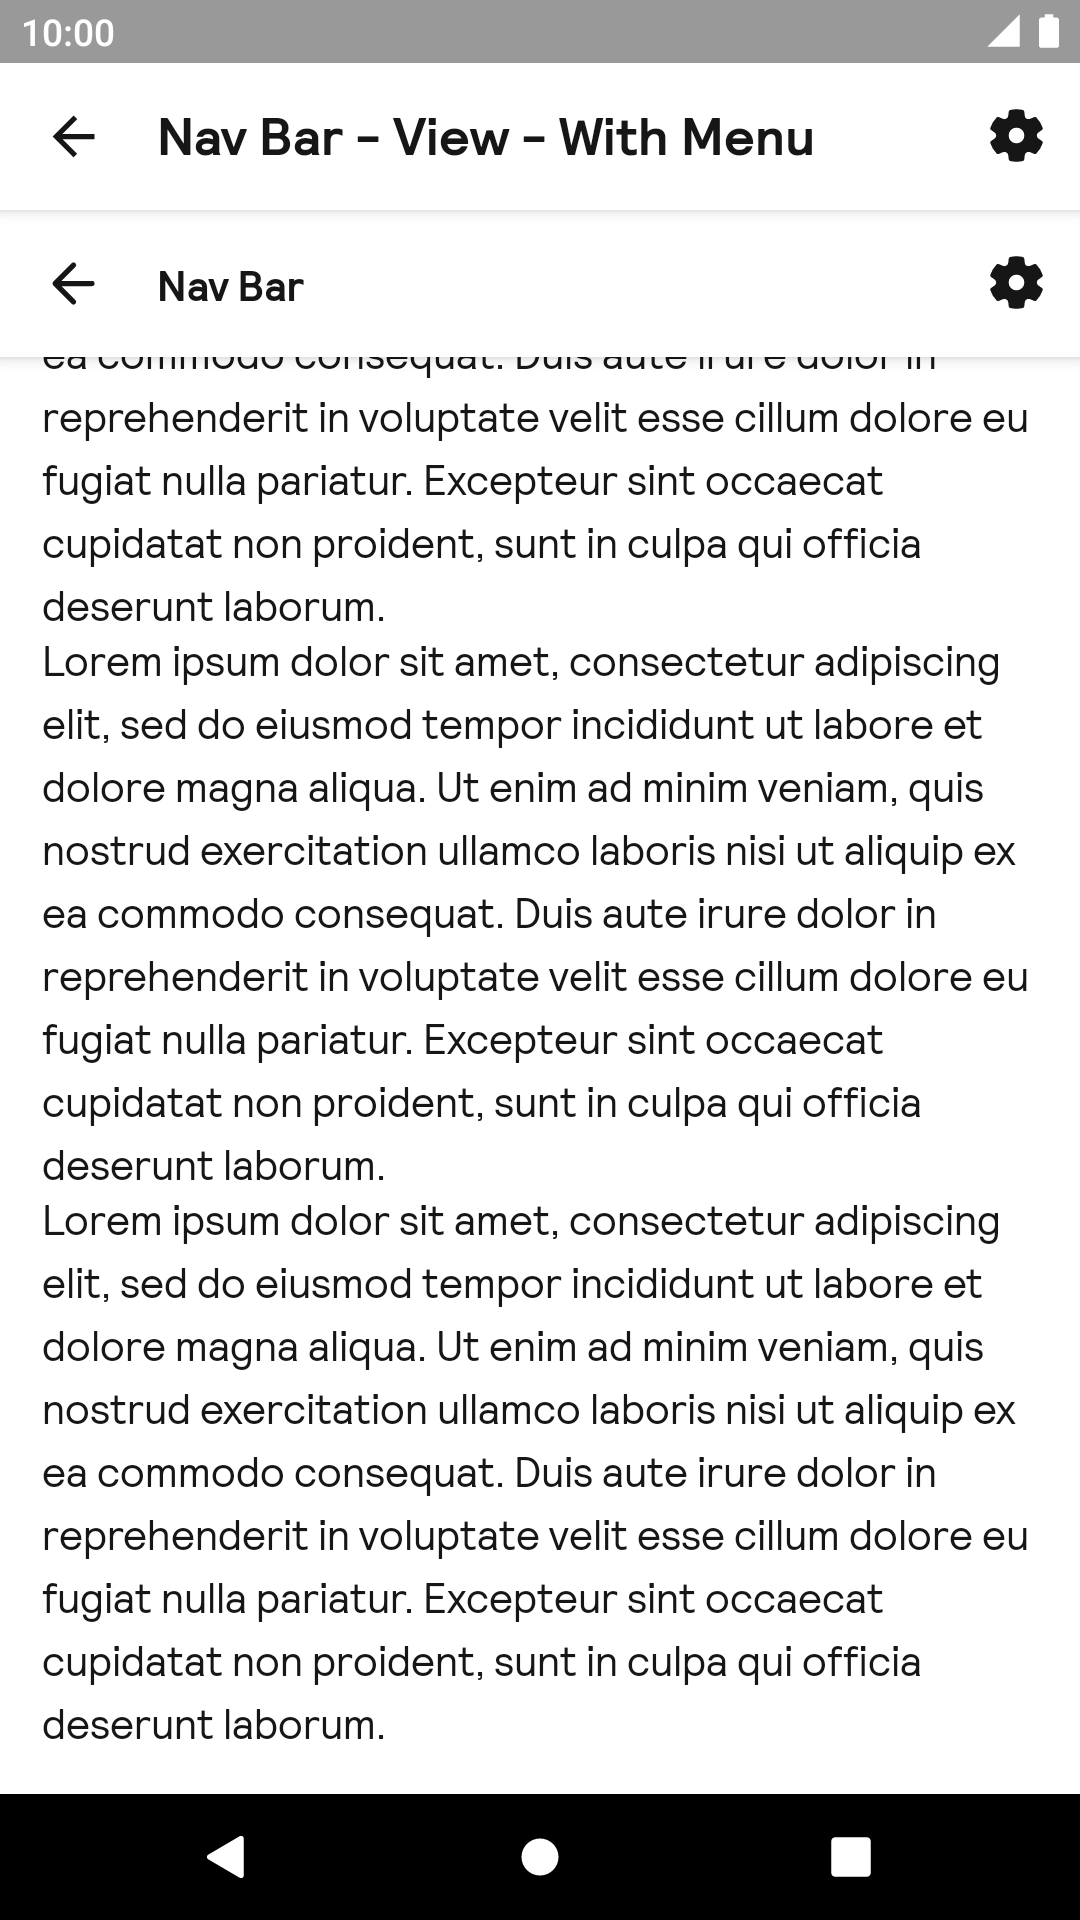 10:00
Nav Bar - View - With Menu
Nav Bar
ea commodo consequat. Duis aute irure dolor in
reprehenderit in voluptate velit esse cillum dolore eu
fugiat nulla pariatur. Excepteur sint occaecat
cupidatat non proident, sunt in culpa qui officia
deserunt laborum.
Lorem ipsum dolor sit amet, consectetur adipiscing
elit, sed do eiusmod tempor incididunt ut labore et
dolore magna aliqua. Ut enim ad minim veniam, quis
nostrud exercitation ullamco laboris nisi ut aliquip ex
ea commodo consequat. Duis aute irure dolor in
reprehenderit in voluptate velit esse cillum dolore eu
fugiat nulla pariatur. Excepteur sint occaecat
cupidatat non proident, sunt in culpa qui officia
deserunt laborum.
Lorem ipsum dolor sit amet, consectetur adipiscing
elit, sed do eiusmod tempor incididunt ut labore et
dolore magna aliqua. Ut enim ad minim veniam, quis
nostrud exercitation ullamco laboris nisi ut aliquip ex
ea commodo consequat. Duis aute irure dolor in
reprehenderit in voluptate velit esse cillum dolore eu
fugiat nulla pariatur. Excepteur sint occaecat
cupidatat non proident, sunt in culpa qui officia
deserunt laborum.